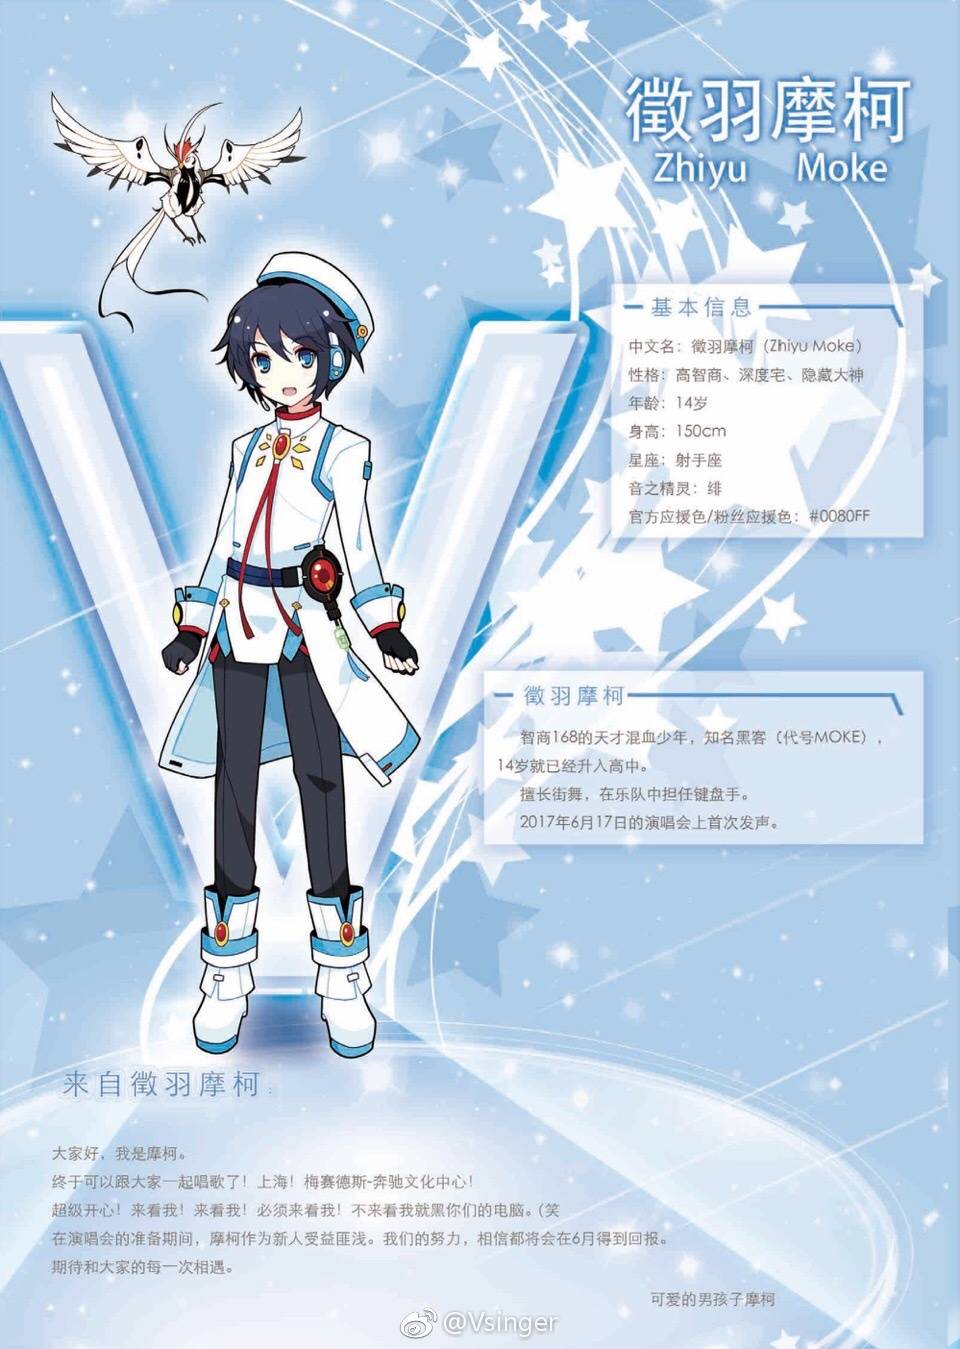 徵羽摩柯
Zhiyu Moke
基本信息
中文名：徵羽摩柯（Zhiyu Moke）
性格：高智商、深度宅、隐藏大神
年龄：14岁
身高：150cm
星座：射手座
音之精灵：绯
官方应援色/粉丝应援色：#0080FF
徵羽摩柯
智商168的天才混血少年，知名黑客（代号MOKE），
14岁就已经升入高中。
擅长街舞，在乐队中担任键盘手。
2017年6月17日的演唱会上首次发声。
来自徵羽摩柯：
大家好，我是摩柯。
终于可以跟大家一起唱歌了！上海！梅赛德斯-奔驰文化中心！
超级开心！来看我！来看我！必须来看我！不来看我就黑你们的电脑。（笑
在演唱会的准备期间，摩柯作为新人受益匪浅。我们的努力，相信都将会在6月得到回报。
期待和大家的每一次相遇。
可爱的男孩子摩柯
@Vsinger